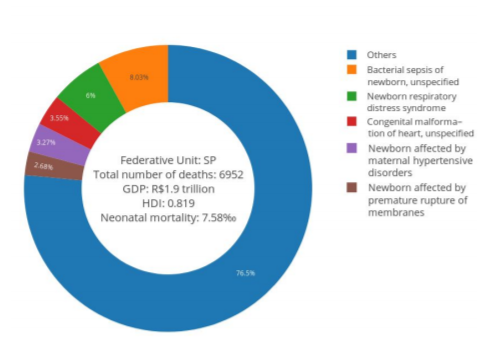 Others
Bacterial sepsis of
newborn, unspecified
Newborn respiratory
distress syndrome
Congenital malforma-
tion of heart, unspecified
Newborn affected by
maternal hypertensive
disorders
Newborn affected by
premature rupture of
membranes
8.03%
6%
3.55%
3.27%
2.68%
76.5%
Federative Unit: SP
Total number of deaths: 6952
GDP: R$1.9 trillion
HDI: 0.819
Neonatal mortality: 7.58‰